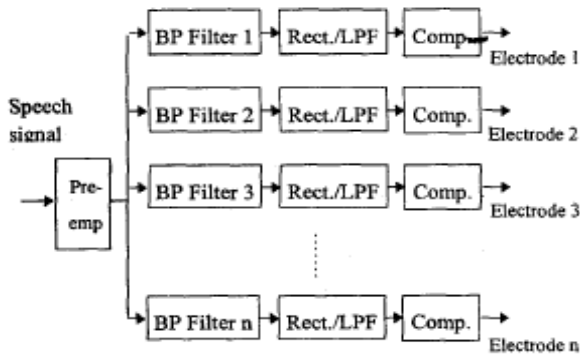 BP Filter 1 Rect./LPF Comp.
Electrode 1
Speech
signal
BP Filter 2 Rect./LPF Comp.
Electrode 2
Pre-
emp
BP Filter 3 Rect./LPF Comp.
Electrode 3
BP Filter n Rect./LPF Comp.
Electrode n